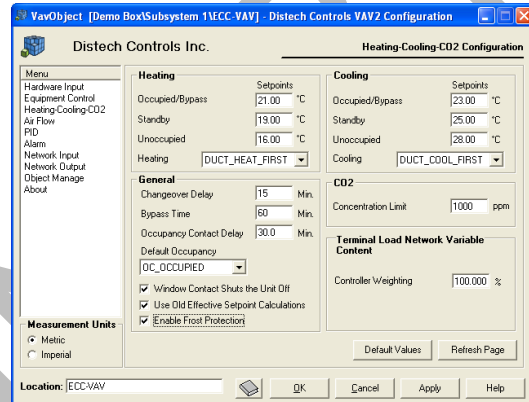 VavObject [Demo Box\Subsystem 1\ECC-VAV] - Distech Controls VAV2 Configuration
Distech Controls Inc.
Heating-Cooling-CO2 Configuration
Menu
Hardware Input
Equipment Control
Heating-Cooling-CO2
Air Flow
PID
Alarm
Network Input
Network Output
Object Manage
About
Measurement Units
Metric
Imperial
Heating
Setpoints
Occupied/Bypass 21.00 °C
Standby 19.00 °C
Unoccupied 16.00 °C
Heating DUCT_HEAT_FIRST
General
Changeover Delay 15 Min.
Bypass Time 60 Min.
Occupancy Contact Delay 30.0 Min.
Default Occupancy
OC_OCCUPIED
Window Contact Shuts the Unit Off
Use Old Effective Setpoint Calculations
Enable Frost Protection
Cooling
Setpoints
Occupied/Bypass 23.00 °C
Standby 25.00 °C
Unoccupied 28.00 °C
Cooling DUCT_COOL_FIRST
CO2
Concentration Limit 1000 ppm
Terminal Load Network Variable
Content
Controller Weighting 100.000 %
Default Values Refresh Page
Location: ECC-VAV
OK Cancel Apply Help